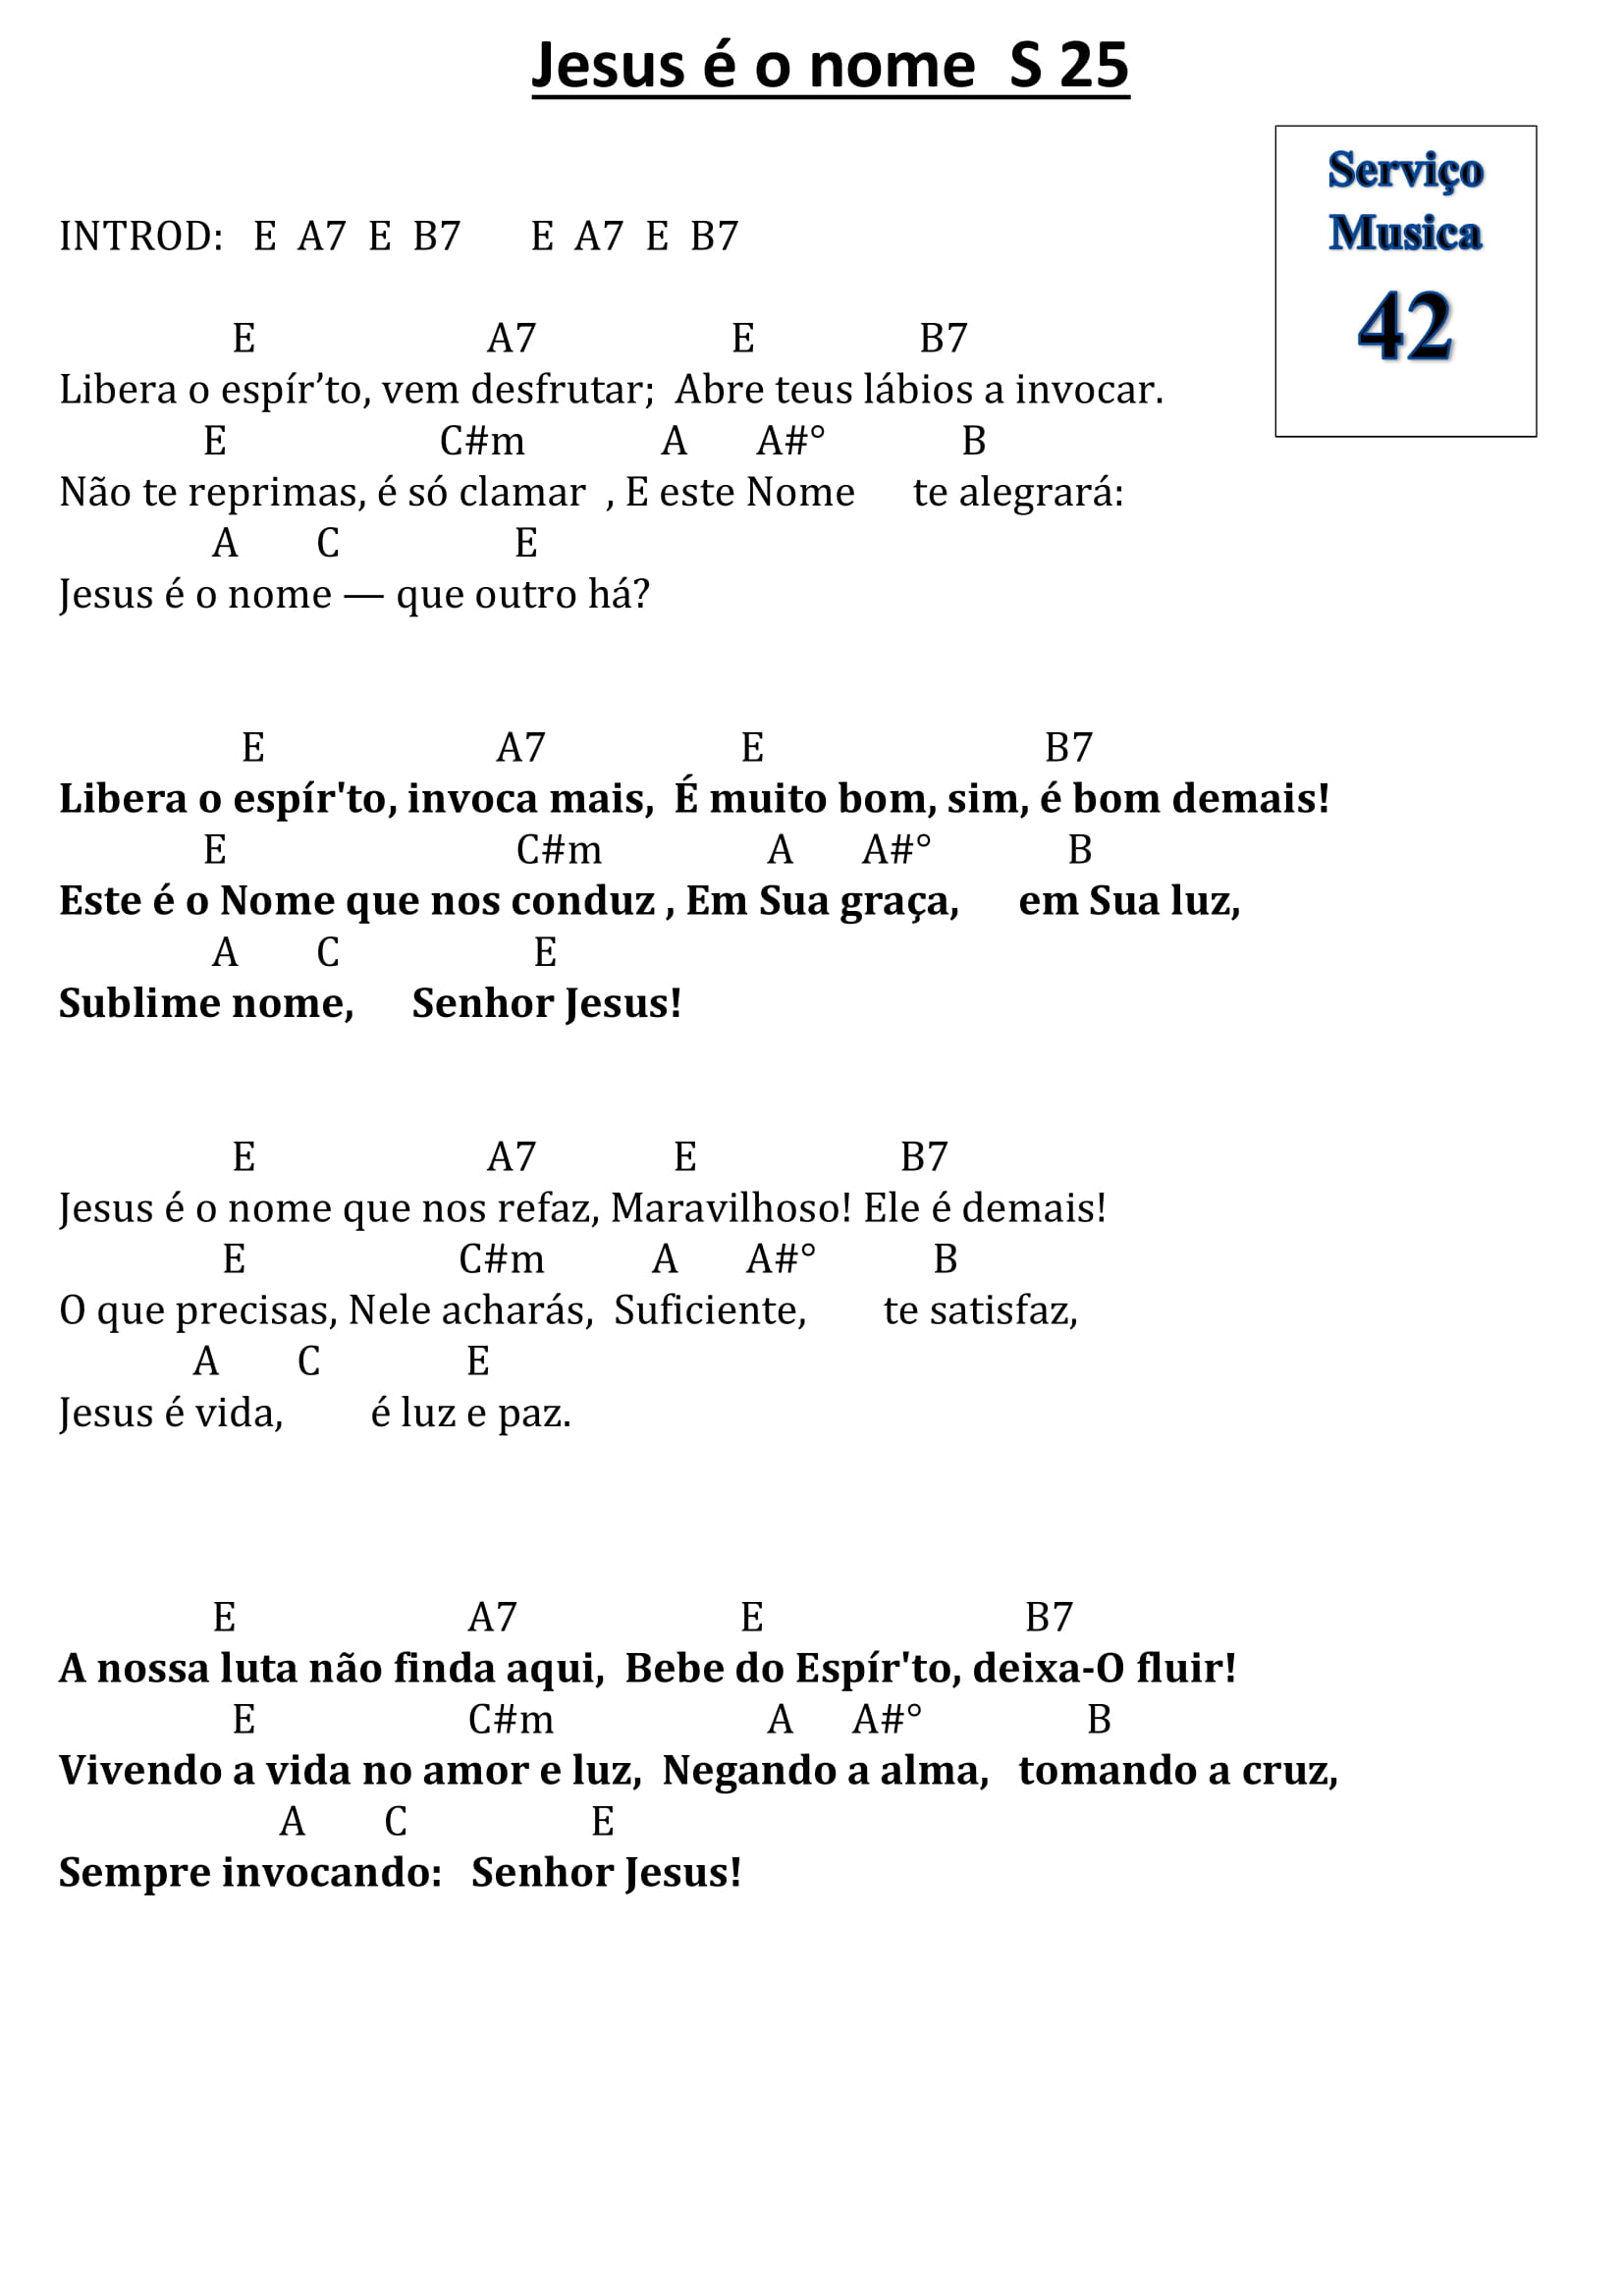 Jesus é o nome  S 25
Serviço
Musica
42
INTROD:   E  A7  E  B7       E  A7  E  B7
E                        A7                    E                 B7
Libera o espír’to, vem desfrutar;  Abre teus lábios a invocar.
E                      C#m              A       A#°              B
Não te reprimas, é só clamar  , E este Nome      te alegrará:
A        C                  E
Jesus é o nome — que outro há?
E                        A7                    E                             B7
Libera o espír'to, invoca mais,  É muito bom, sim, é bom demais!
E                              C#m                 A       A#°              B
Este é o Nome que nos conduz , Em Sua graça,      em Sua luz,
A        C                    E
Sublime nome,      Senhor Jesus!
E                        A7              E                     B7
Jesus é o nome que nos refaz, Maravilhoso! Ele é demais!
E                      C#m           A       A#°            B
O que precisas, Nele acharás,  Suficiente,        te satisfaz,
A        C               E
Jesus é vida,         é luz e paz.
E                        A7                       E                           B7
A nossa luta não finda aqui,  Bebe do Espír'to, deixa-O fluir!
E                      C#m                      A      A#°                 B
Vivendo a vida no amor e luz,  Negando a alma,   tomando a cruz,
A        C                   E
Sempre invocando:   Senhor Jesus!